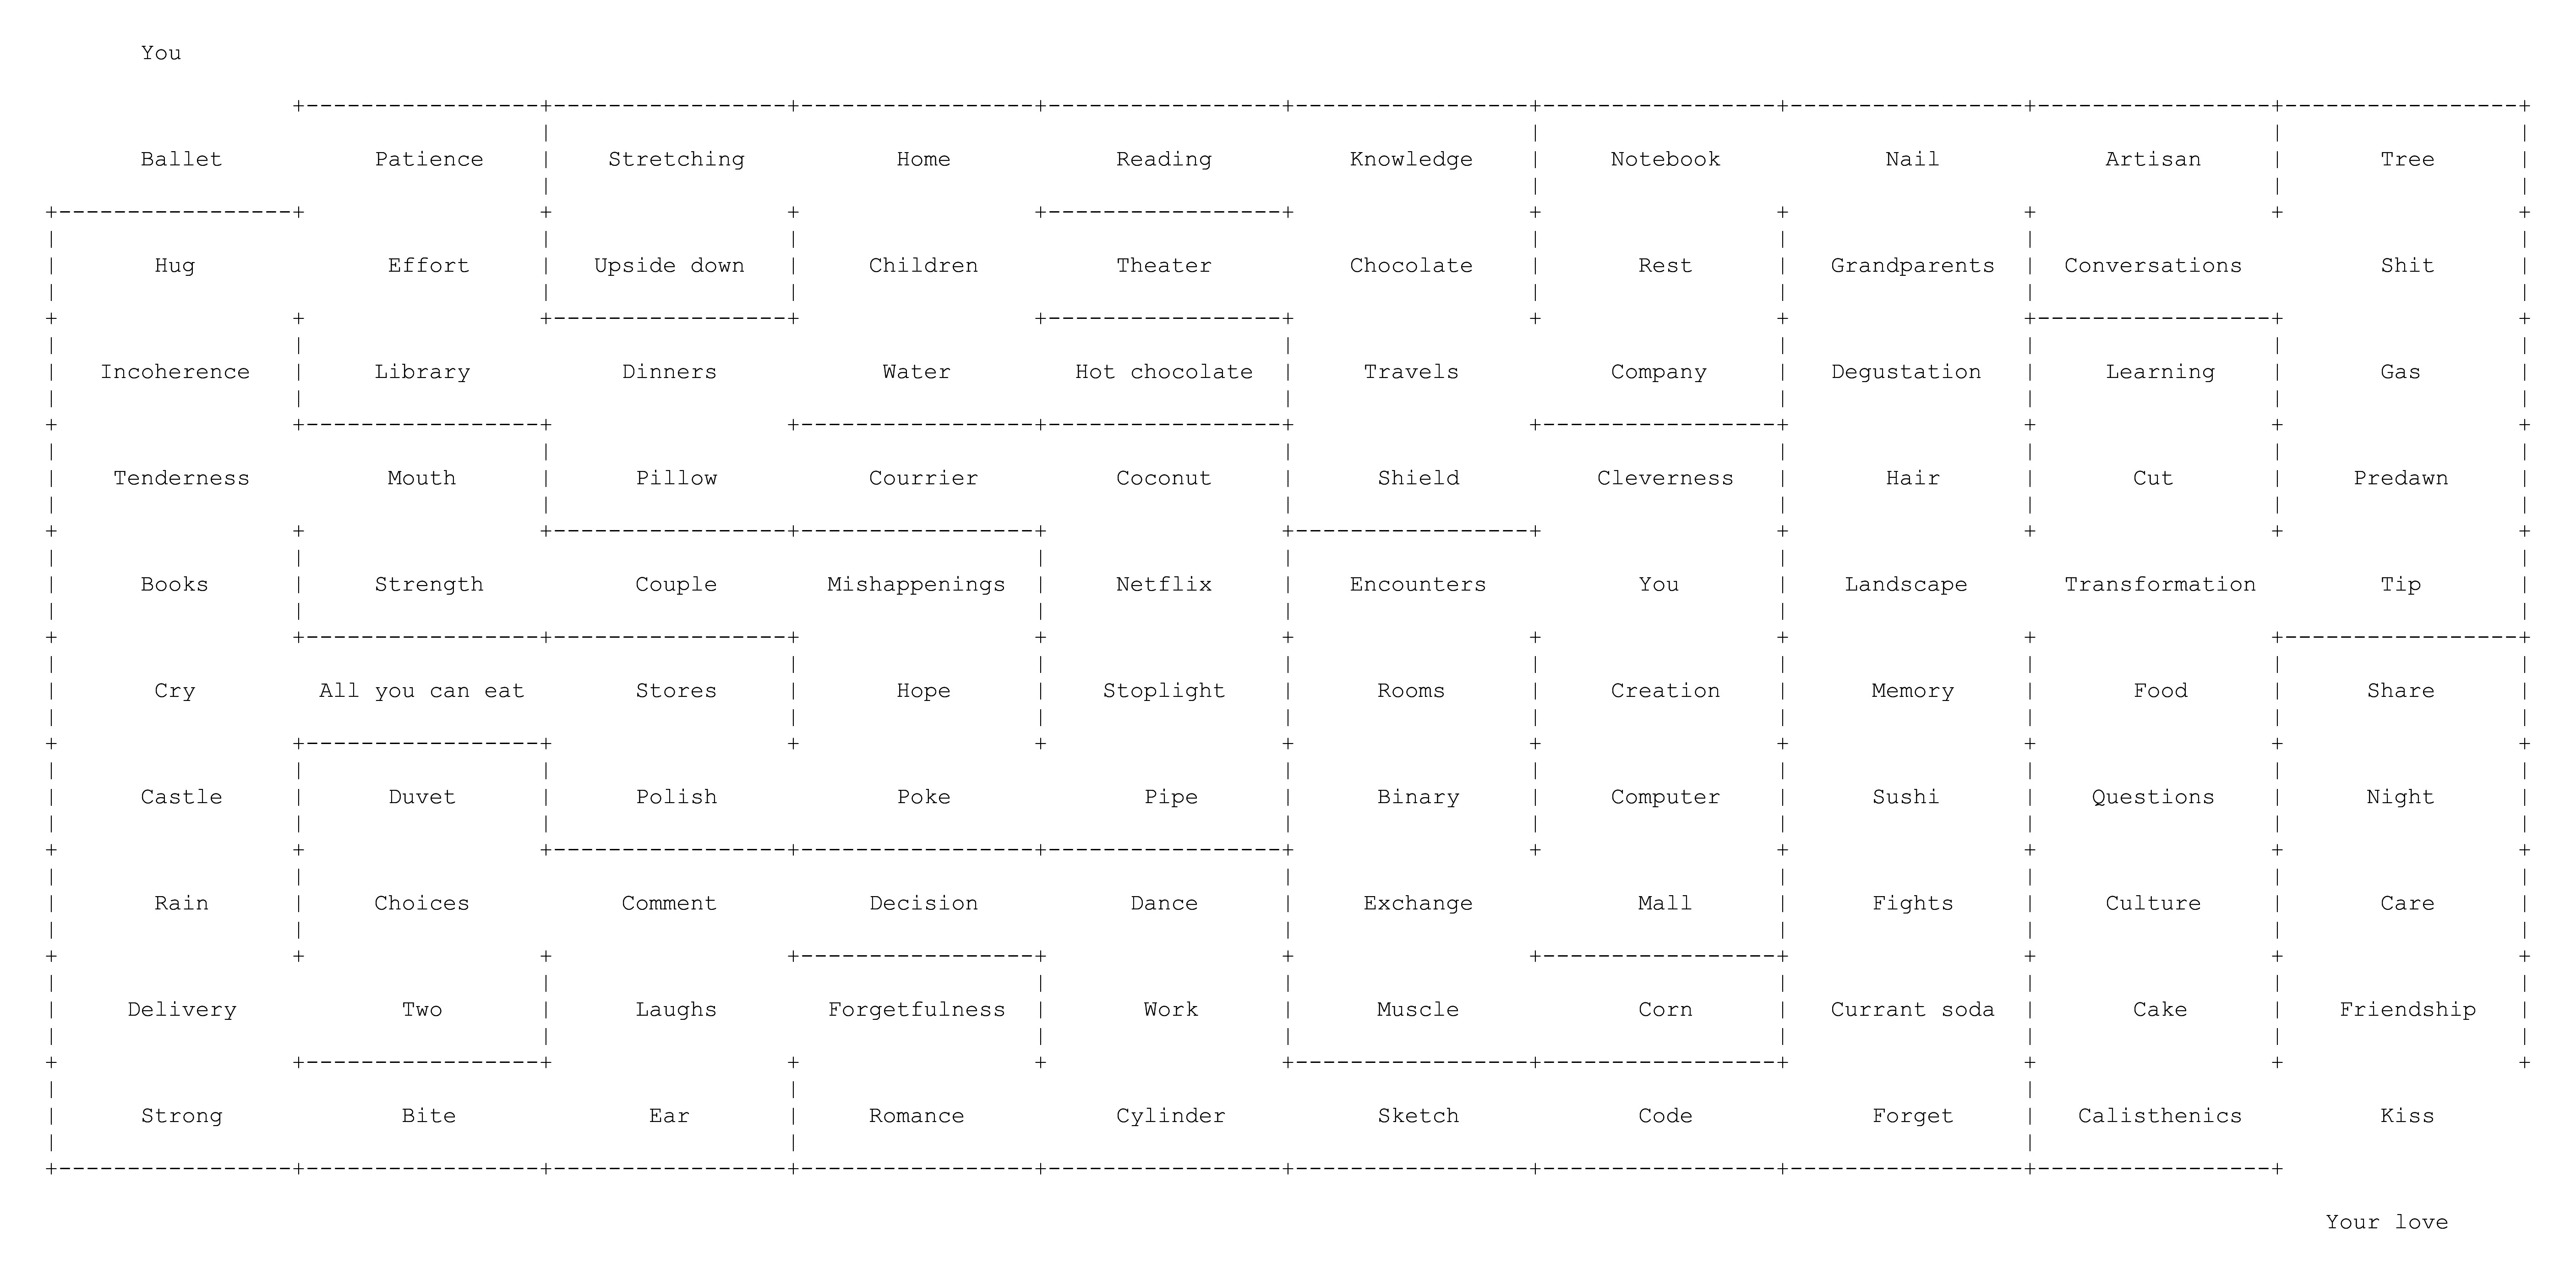 You
Ballet Patience Stretching Home Reading Knowledge Notebook Nail Artisan Tree
Hug Effort Upside down Children Theater Chocolate Rest Grandparents Conversations Shit
Incoherence Library Dinners Water Hot chocolate Travels Company Degustation Learning Gas
Tenderness Mouth Pillow Courrier Coconut Shield Cleverness Hair Cut Predawn
Books Strength Couple Mishappenings Netflix Encounters You Landscape Transformation Tip
Cry All you can eat Stores Hope Stoplight Rooms Creation Memory Food Share
Castle Duvet Polish Poke Pipe Binary Computer Sushi Questions Night
Rain Choices Comment Decision Dance Exchange Mall Fights Culture Care
Delivery Two Laughs Forgetfulness Work Muscle Corn Currant soda Cake Friendship
Strong Bite Ear Romance Cylinder Sketch Code Forget Calisthenics Kiss
Your love